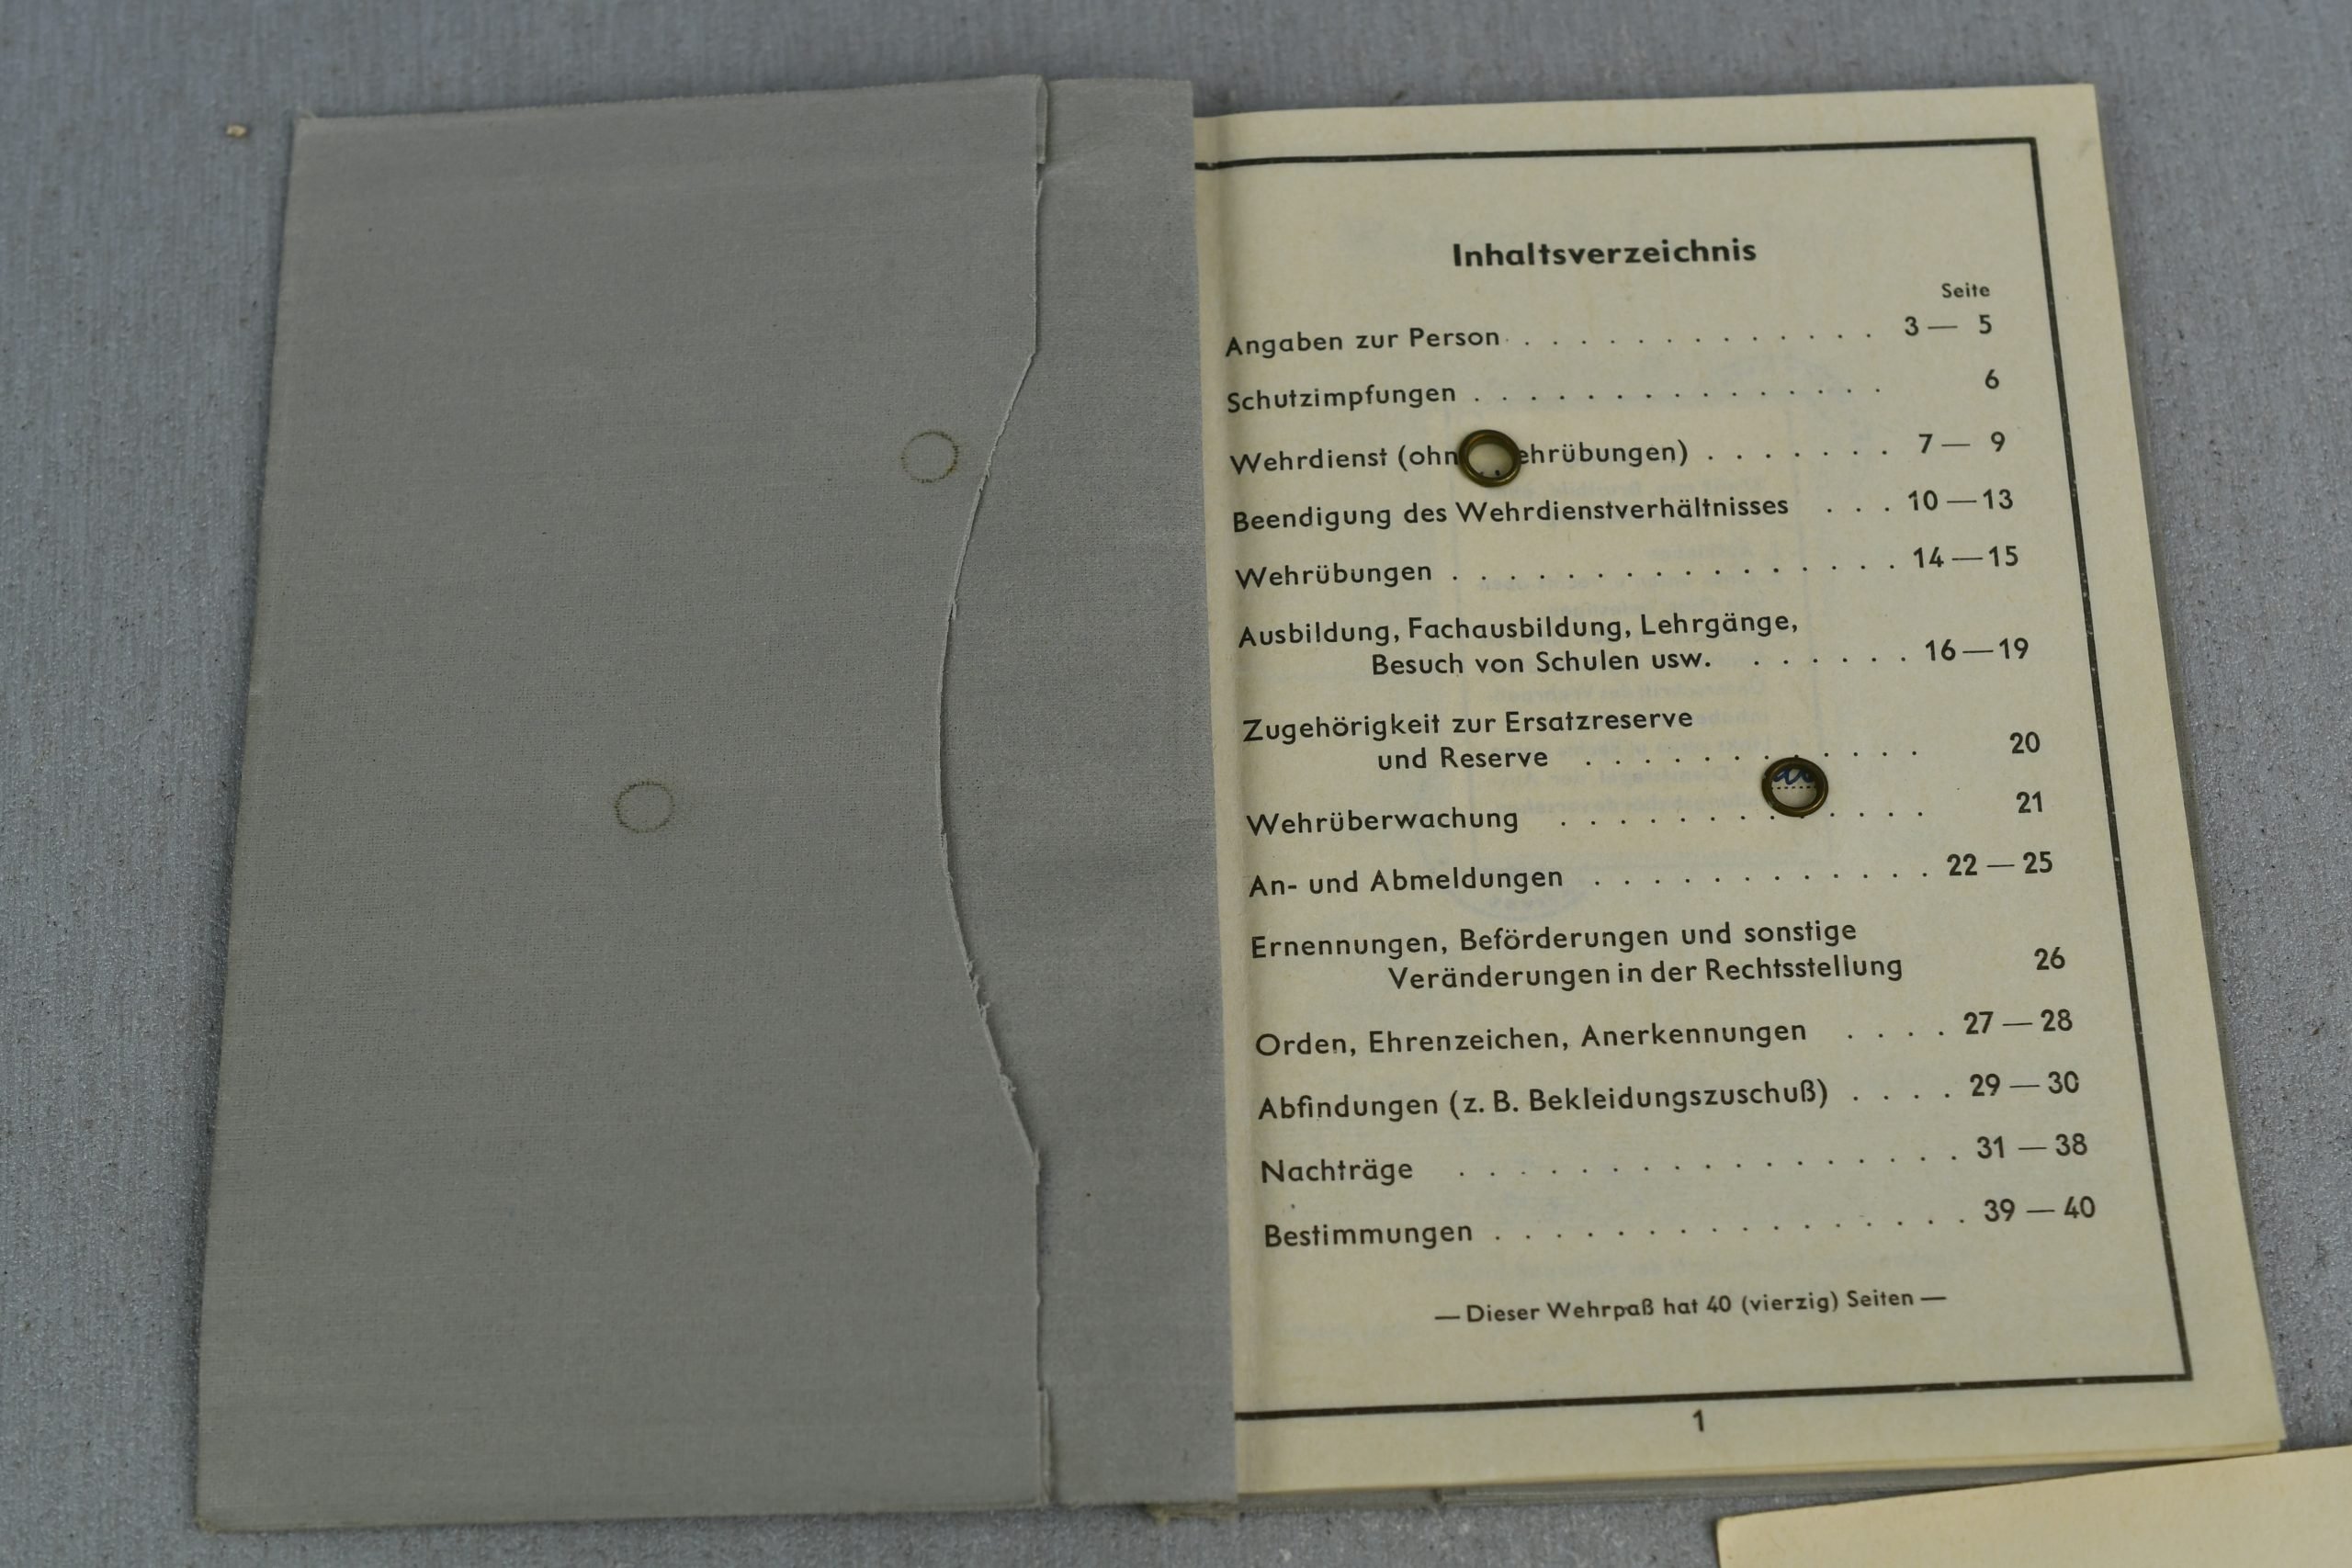 Inhaltsverzeichnis
Seite
Angaben zur Person . . . . . . . . . . . . . 3 — 5
Schutzimpfungen . . . . . . . . . . . . . . . 6
Wehrdienst (ohn ehrübungen) . . . . . . . 7 — 9
Beendigung des Wehrdienstverhältnisses . . . 10 — 13
Wehrübungen . . . . . . . . . . . . . . . . 14 — 15
Ausbildung, Fachausbildung, Lehrgänge,
Besuch von Schulen usw. . . . . . . 16 — 19
Zugehörigkeit zur Ersatzreserve
und Reserve . . . . . . . . . . . . 20
Wehrüberwachung . . . . . . . . . . . . . 21
An- und Abmeldungen . . . . . . . . . . . . 22 — 25
Ernennungen, Beförderungen und sonstige
Veränderungen in der Rechtsstellung 26
Orden, Ehrenzeichen, Anerkennungen . . . . 27 — 28
Abfindungen (z. B. Bekleidungszuschuß) . . . . 29 — 30
Nachträge . . . . . . . . . . . . . . . . . 31 — 38
Bestimmungen . . . . . . . . . . . . . . . . 39 — 40
— Dieser Wehrpaß hat 40 (vierzig) Seiten —
1